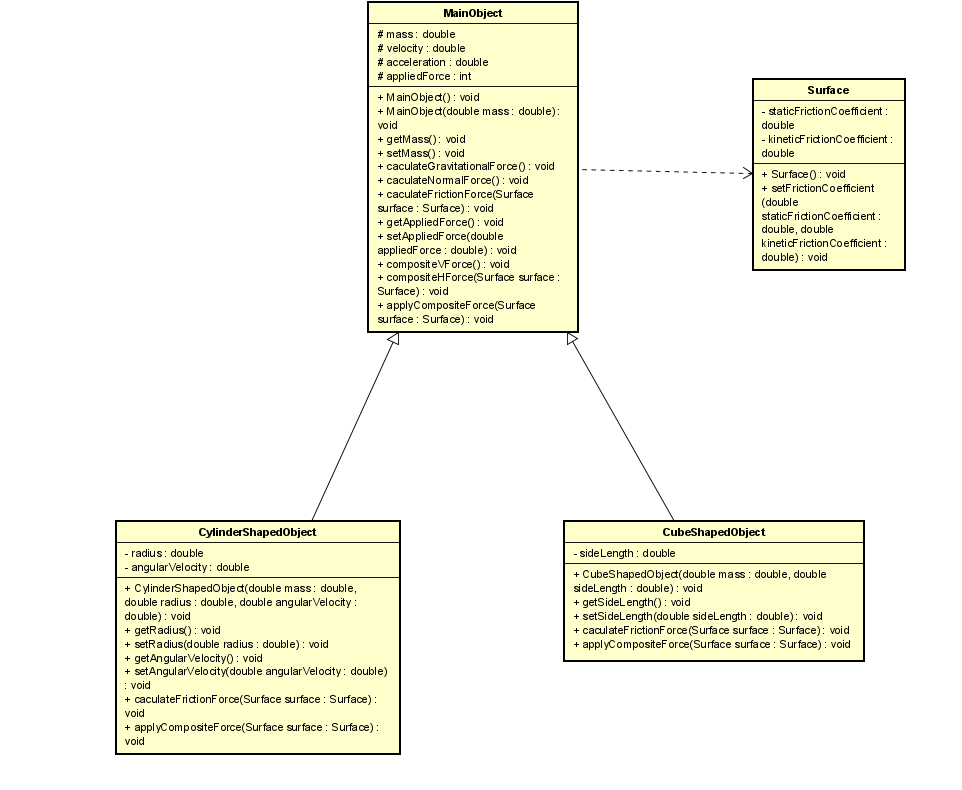 MainObject
# mass : double
# velocity : double
# acceleration : double
# appliedForce : int
+ MainObject() : void
+ MainObject(double mass : double) :
void
+ getMass() : void
+ setMass() : void
+ caculateGravitationalForce() : void
+ caculateNormalForce() : void
+ caculateFrictionForce(Surface
surface : Surface) : void
+ getAppliedForce() : void
+ setAppliedForce(double
appliedForce : double) : void
+ compositeVForce() : void
+ compositeHForce(Surface surface :
Surface) : void
+ applyCompositeForce(Surface
surface : Surface) : void
Surface
- staticFrictionCoefficient :
double
- kineticFrictionCoefficient :
double
+ Surface() : void
+ setFrictionCoefficient
(double
staticFrictionCoefficient :
double, double
kineticFrictionCoefficient :
double) : void
CylinderShapedObject
- radius : double
- angularVelocity : double
+ CylinderShapedObject(double mass : double,
double radius : double, double angularVelocity :
double) : void
+ getRadius() : void
+ setRadius(double radius : double) : void
+ getAngularVelocity() : void
+ setAngularVelocity(double angularVelocity : double)
: void
+ caculateFrictionForce(Surface surface : Surface) :
void
+ applyCompositeForce(Surface surface : Surface) :
void
CubeShapedObject
- sideLength : double
+ CubeShapedObject(double mass : double, double
sideLength : double) : void
+ getSideLength() : void
+ setSideLength(double sideLength : double) : void
+ caculateFrictionForce(Surface surface : Surface) : void
+ applyCompositeForce(Surface surface : Surface) : void